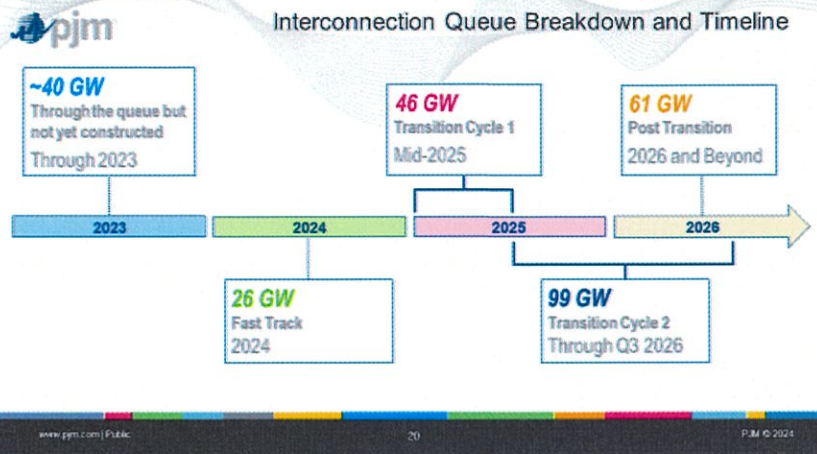 pjm
Interconnection Queue Breakdown and Timeline
~40 GW
Through the queue but
not yet constructed
Through 2023
46 GW
Transition Cycle 1
Mid-2025
61 GW
Post Transition
2026 and Beyond
2023
2024
2025
2026
26 GW
Fast Track
2024
99 GW
Transition Cycle 2
Through Q3 2026
www.pjm.com | Public
20
PJM © 2024